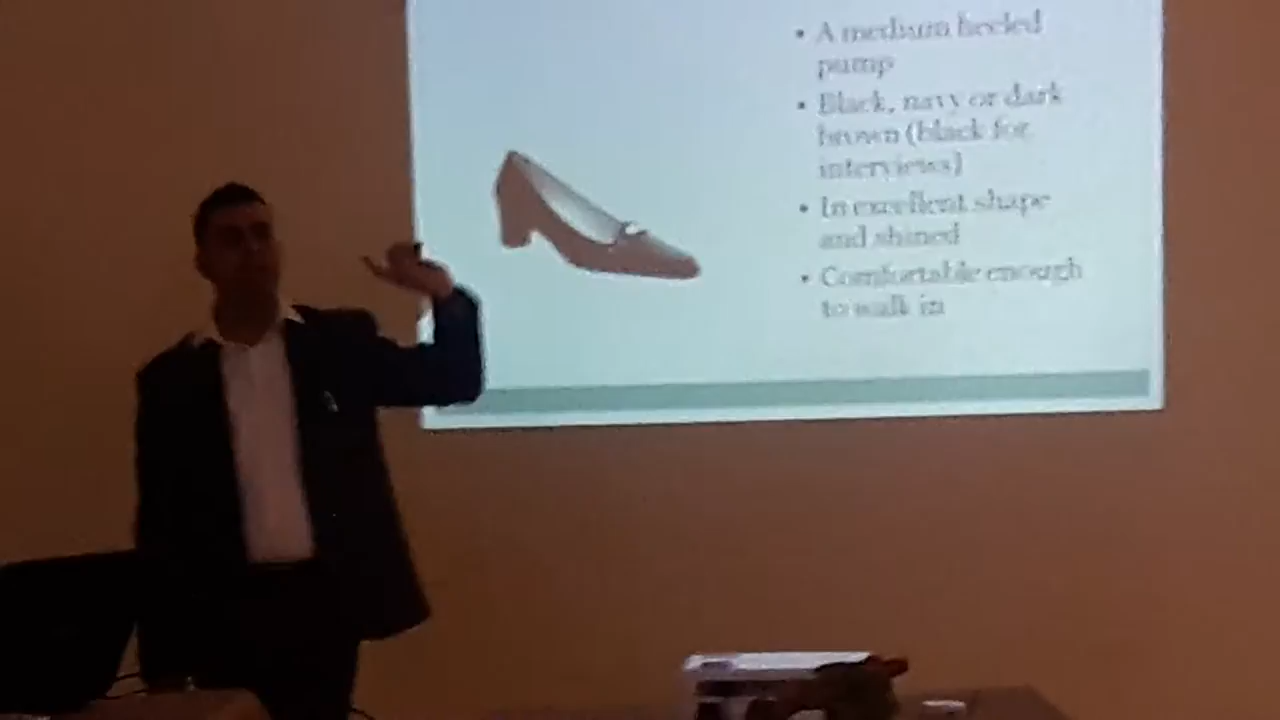 • A medium heeled
pump
• Black, navy or dark
brown (black for
interviews)
• In excellent shape
and shined
• Comfortable enough
to walk in